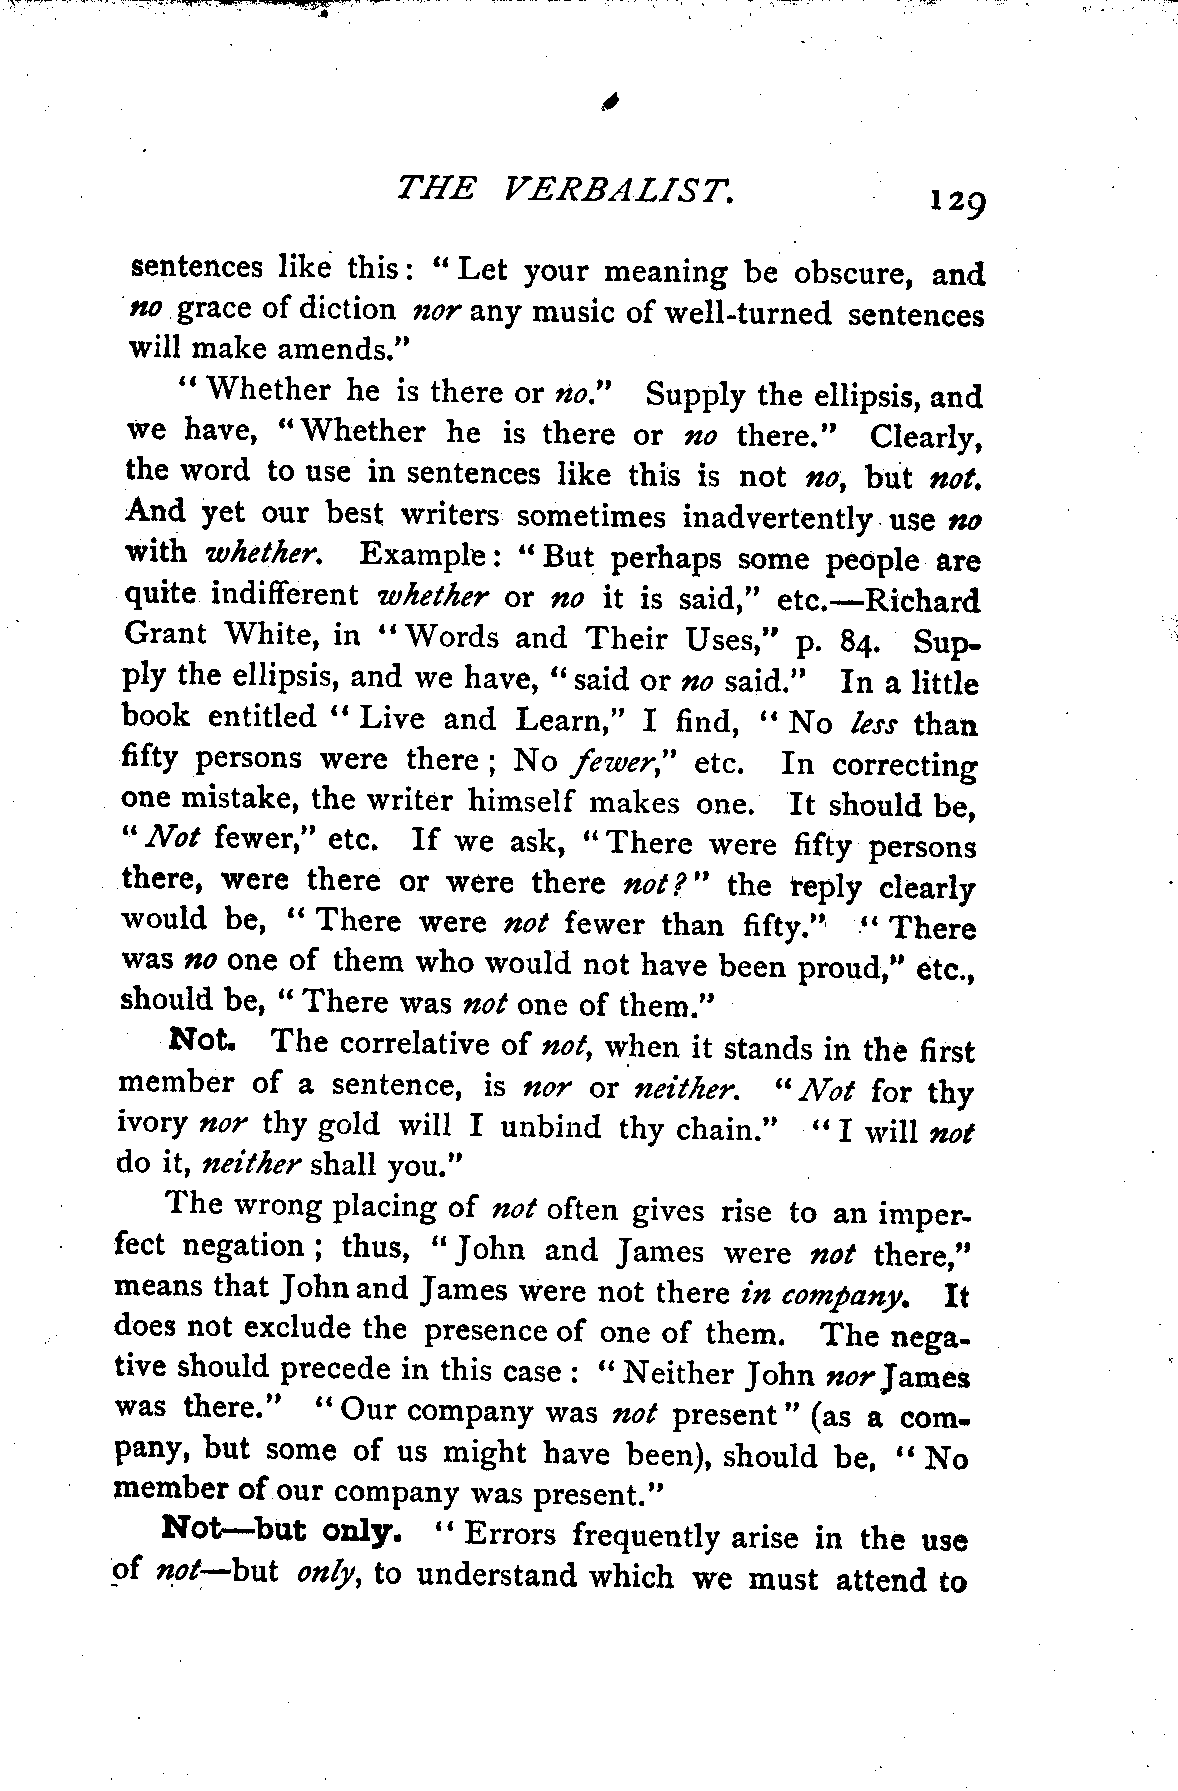 THE VERBALIST. 129
sentences like this: "Let your meaning be obscure, and
no grace of diction nor any music of well-turned sentences
will make amends."
"Whether he is there or no." Supply the ellipsis, and
we have, "Whether he is there or no there." Clearly,
the word to use in sentences like this is not no, but not.
And yet our best writers sometimes inadvertently use no
with whether. Example: "But perhaps some people are
quite indifferent whether or no it is said," etc.—Richard
Grant White, in "Words and Their Uses," p. 84. Sup-
ply the ellipsis, and we have, "said or no said." In a little
book entitled "Live and Learn," I find, "No less than
fifty persons were there; No fewer," etc. In correcting
one mistake, the writer himself makes one. It should be,
"Not fewer," etc. If we ask, "There were fifty persons
there, were there or were there not?" the reply clearly
would be, "There were not fewer than fifty." "There
was no one of them who would not have been proud," etc.,
should be, "There was not one of them."
Not. The correlative of not, when it stands in the first
member of a sentence, is nor or neither. "Not for thy
ivory nor thy gold will I unbind thy chain." "I will not
do it, neither shall you."
The wrong placing of not often gives rise to an imper-
fect negation; thus, "John and James were not there,"
means that John and James were not there in company. It
does not exclude the presence of one of them. The nega-
tive should precede in this case: "Neither John nor James
was there." "Our company was not present" (as a com-
pany, but some of us might have been), should be, "No
member of our company was present."
Not—but only. "Errors frequently arise in the use
of not—but only, to understand which we must attend to